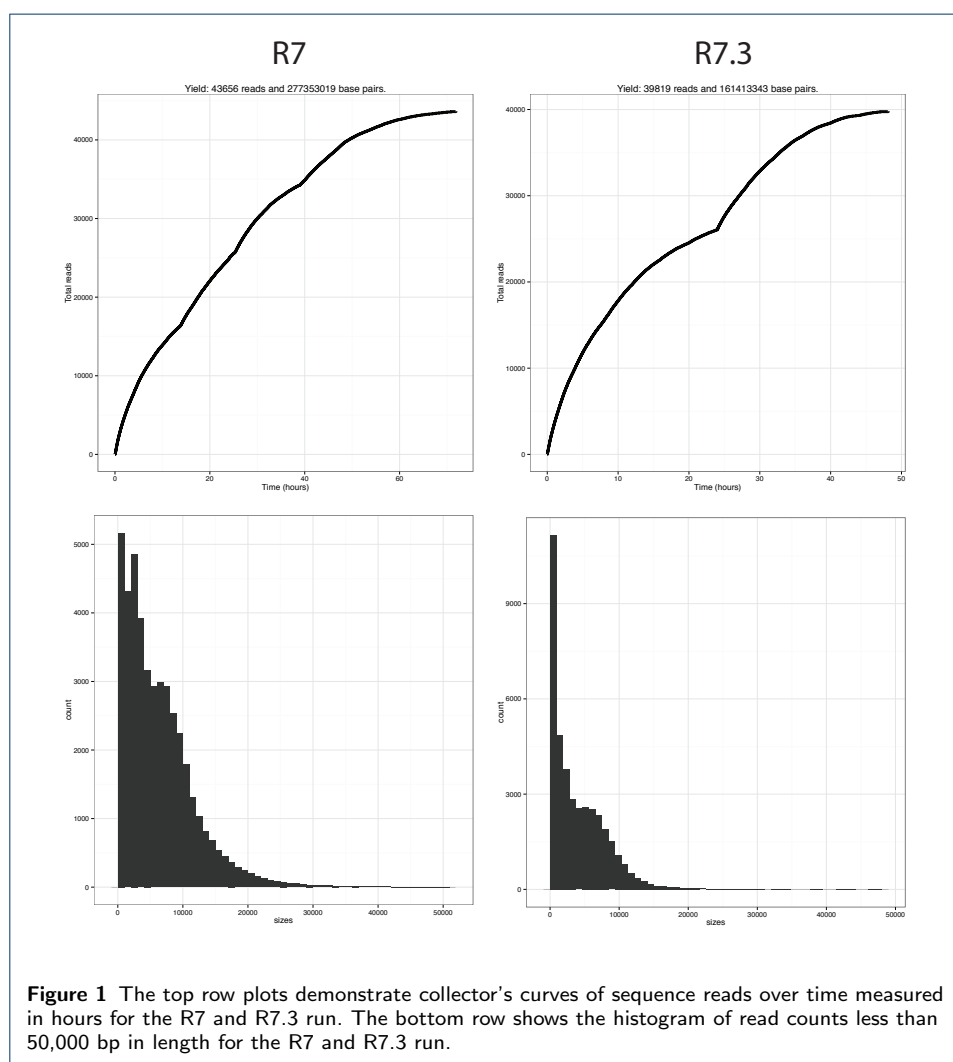 R7
R7.3
Yield: 43656 reads and 277353019 base pairs.
Total reads
40000
30000
20000
10000
0
0 20 40 60
Time (hours)
Yield: 39819 reads and 161413343 base pairs.
Total reads
40000
30000
20000
10000
0
0 10 20 30 40 50
Time (hours)
count
5000
4000
3000
2000
1000
0
0 10000 20000 30000 40000 50000
sizes
count
9000
6000
3000
0
0 10000 20000 30000 40000 50000
sizes
Figure 1 The top row plots demonstrate collector's curves of sequence reads over time measured
in hours for the R7 and R7.3 run. The bottom row shows the histogram of read counts less than
50,000 bp in length for the R7 and R7.3 run.